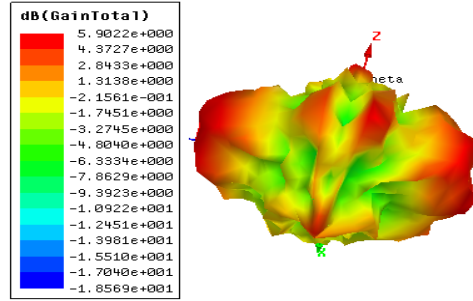 dB(GainTotal)
5.9022e+000
4.3727e+000
2.8433e+000
1.3138e+000
-2.1561e-001
-1.7451e+000
-3.2745e+000
-4.8040e+000
-6.3334e+000
-7.8629e+000
-9.3923e+000
-1.0922e+001
-1.2451e+001
-1.3981e+001
-1.5510e+001
-1.7040e+001
-1.8569e+001
Z
heta
X